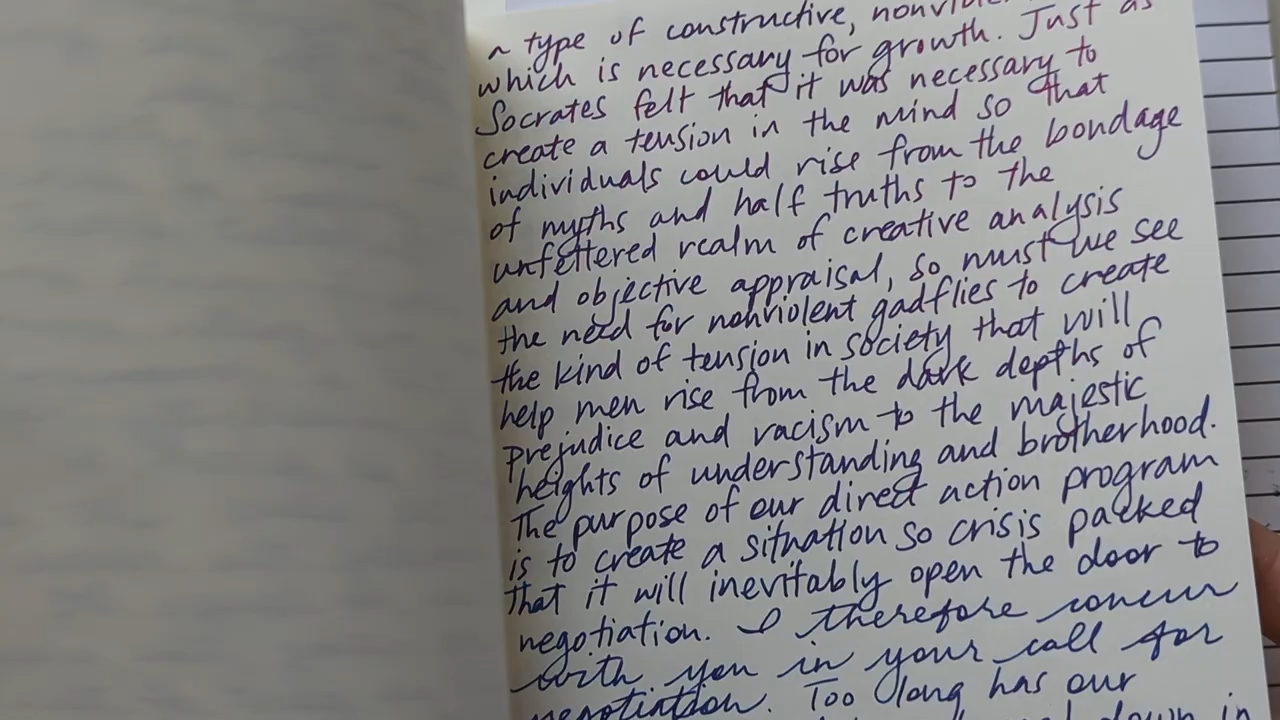 a type of constructive,
which is necessary for growth. Just as
Socrates felt that it was necessary to
create a tension in the mind so that
individuals could rise from the bondage
of myths and half truths to the
unfettered realm of creative analysis
and objective appraisal, so must we see
the need for nonviolent gadflies to create
the kind of tension in society that will
help men rise from the dark depths of
prejudice and racism to the majestic
heights of understanding and brotherhood.
The purpose of our direct action program
is to create a situation so crisis packed
that it will inevitably open the door to
negotiation. I therefore concur
with you in your call for
negotiation. Too long has our
down in